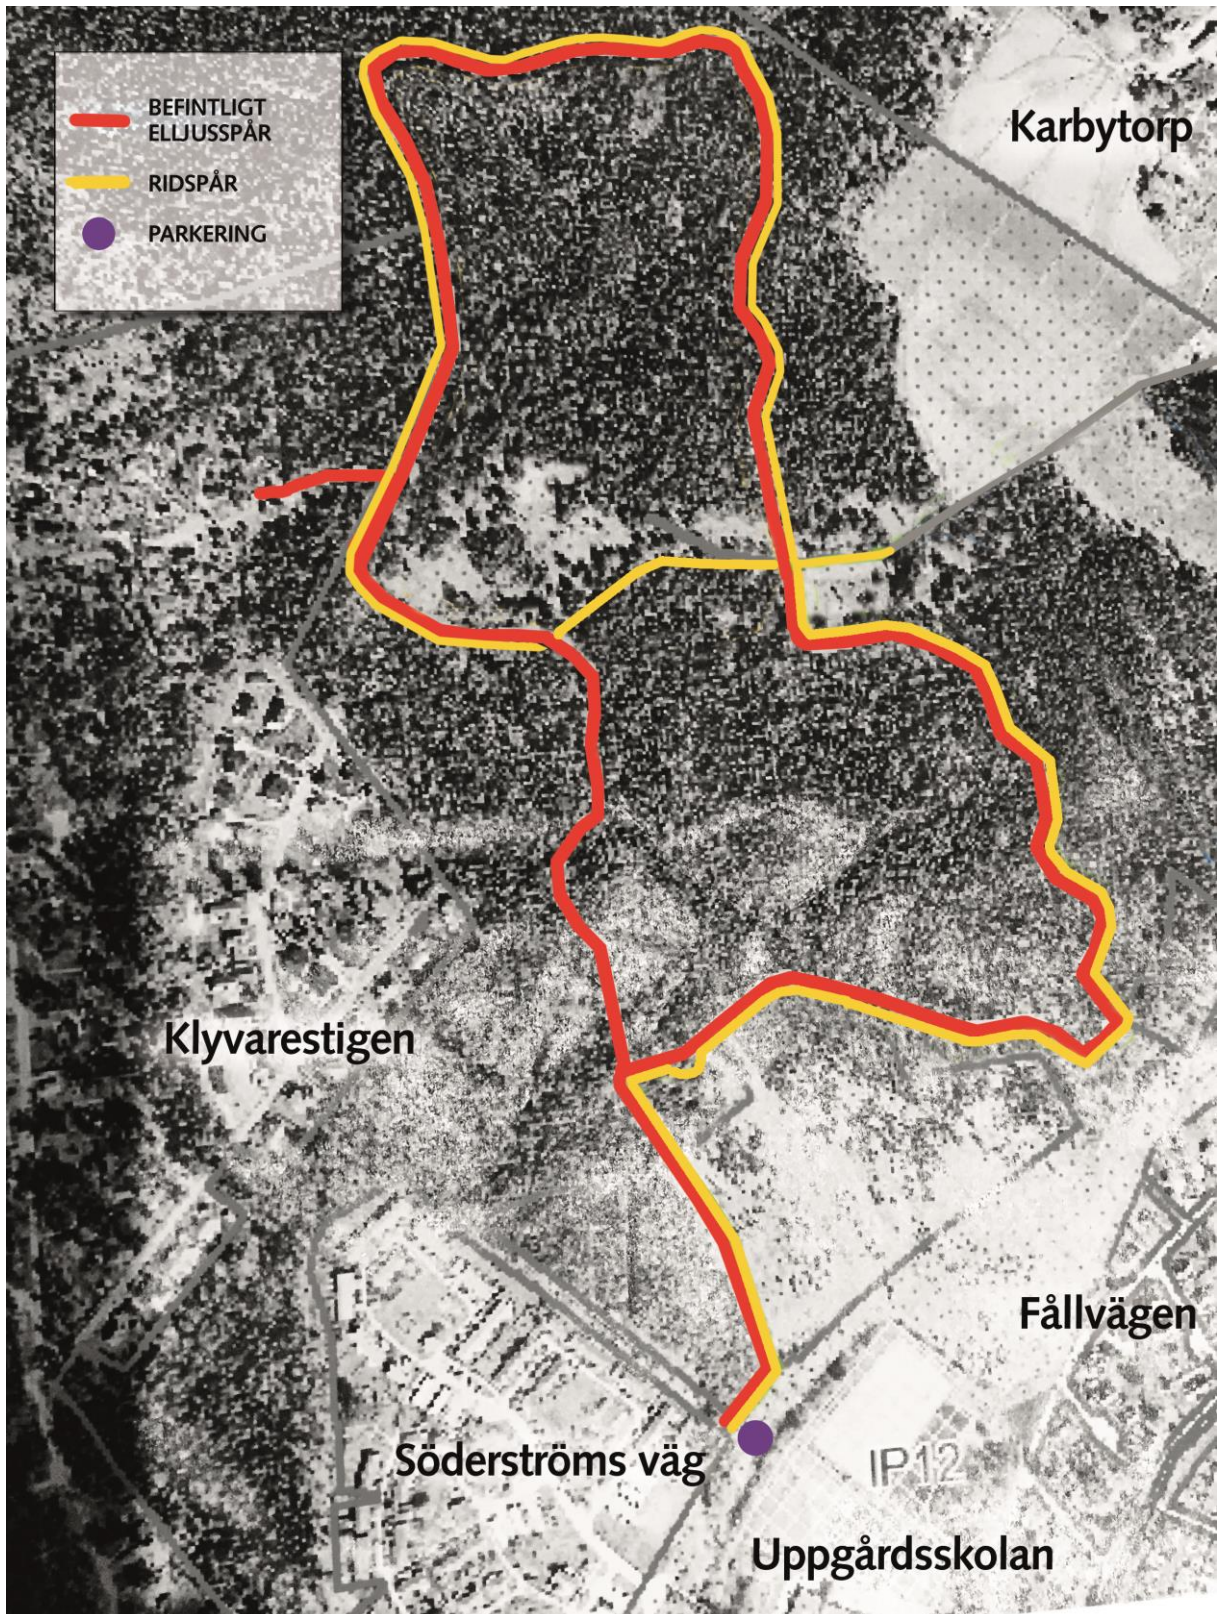 BEFINTLIGT
ELLJUSSPÅR
RIDSPÅR
PARKERING
Karbytorp
Klyvarestigen
Fållvägen
Söderströms väg
IP12
Uppgårdsskolan